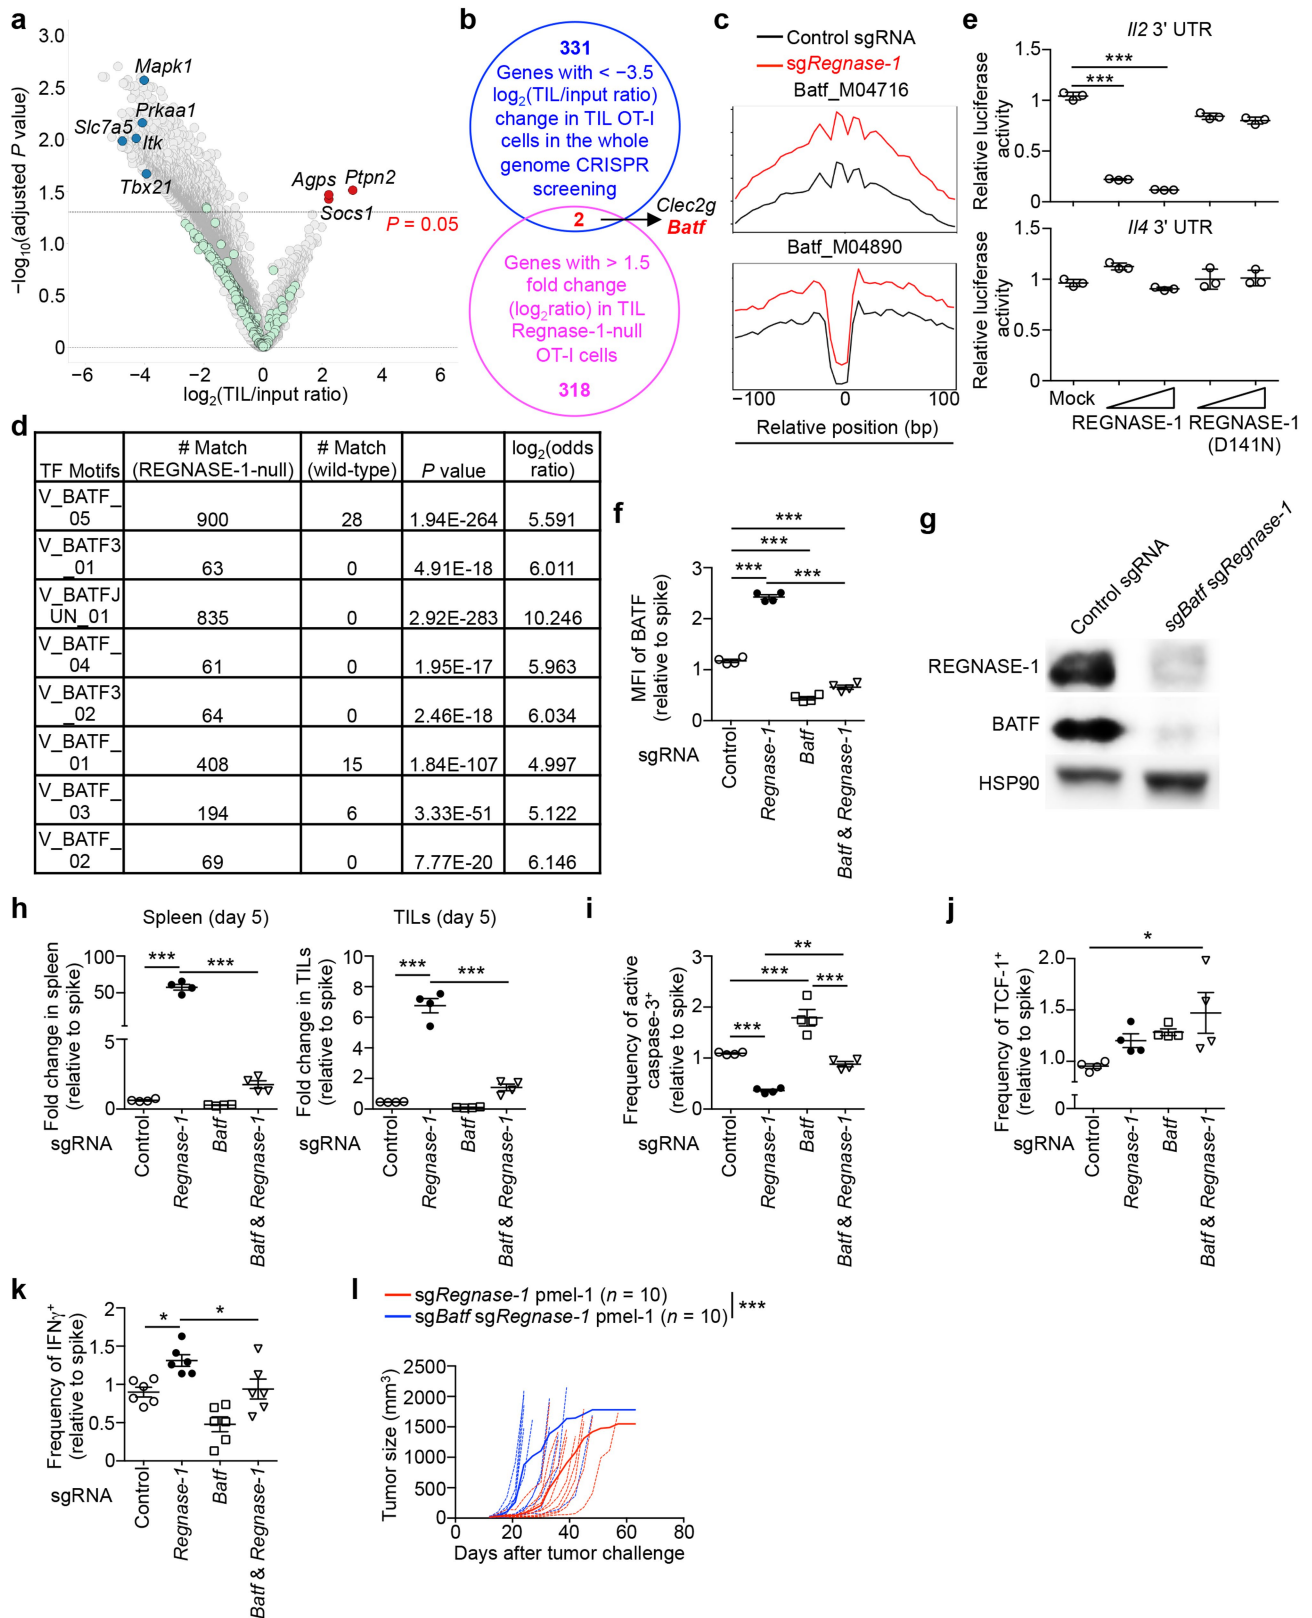 a
3.0
2.5
2.0
1.5
1.0
0.5
0
−log10(adjusted P value)
Mapk1
Prkaa1
Slc7a5
Itk
Tbx21
Agps
Ptpn2
Socs1
P = 0.05
−6
−4
−2
0
2
4
6
log2(TIL/input ratio)
b
331
Genes with < −3.5
log2(TIL/input ratio)
change in TIL OT-I
cells in the whole
genome CRISPR
screening
2
Clec2g
Batf
Genes with > 1.5
fold change
(log2ratio) in TIL
Regnase-1-null
OT-I cells
318
c
Control sgRNA
sgRegnase-1
Batf_M04716
Batf_M04890
−100
0
100
Relative position (bp)
d
TF Motifs
# Match
(REGNASE-1-null)
# Match
(wild-type)
P value
log2(odds
ratio)
V_BATF_
05
900
28
1.94E-264
5.591
V_BATF3
_01
63
0
4.91E-18
6.011
V_BATFJ
UN_01
835
0
2.92E-283
10.246
V_BATF_
04
61
0
1.95E-17
5.963
V_BATF3
_02
64
0
2.46E-18
6.034
V_BATF_
01
408
15
1.84E-107
4.997
V_BATF_
03
194
6
3.33E-51
5.122
V_BATF_
02
69
0
7.77E-20
6.146
e
Il2 3' UTR
Relative luciferase
activity
1.5
1
0.5
0
***
***
Il4 3' UTR
Relative luciferase
activity
1.5
1
0.5
0
Mock
REGNASE-1
REGNASE-1
(D141N)
f
MFI of BATF
(relative to spike)
3
2
1
0
***
***
***
***
sgRNA
Control
Regnase-1
Batf
Batf & Regnase-1
g
Control sgRNA
sgBatf sgRegnase-1
REGNASE-1
BATF
HSP90
h
Spleen (day 5)
Fold change in spleen
(relative to spike)
100
50
5
0
***
***
sgRNA
Control
Regnase-1
Batf
Batf & Regnase-1
TILs (day 5)
Fold change in TILs
(relative to spike)
10
8
6
4
2
0
***
***
sgRNA
Control
Regnase-1
Batf
Batf & Regnase-1
i
Frequency of active
caspase-3+
(relative to spike)
3
2
1
0
**
***
***
***
sgRNA
Control
Regnase-1
Batf
Batf & Regnase-1
j
Frequency of TCF-1+
(relative to spike)
2.0
1.5
1.0
0
*
sgRNA
Control
Regnase-1
Batf
Batf & Regnase-1
k
Frequency of IFNγ+
(relative to spike)
2
1.5
1
0.5
0
*
*
sgRNA
Control
Regnase-1
Batf
Batf & Regnase-1
l
sgRegnase-1 pmel-1 (n = 10)
sgBatf sgRegnase-1 pmel-1 (n = 10)
***
Tumor size (mm3)
2500
2000
1500
1000
500
0
0
20
40
60
80
Days after tumor challenge